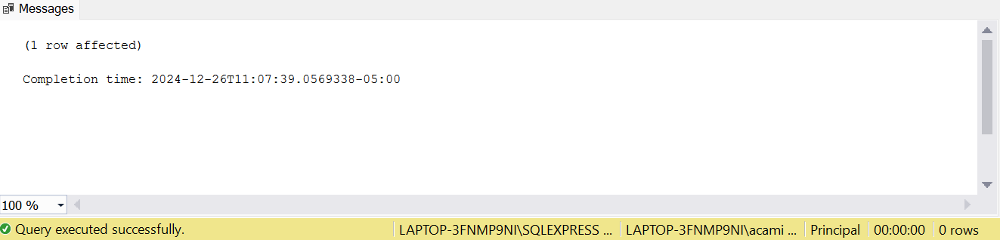 Messages
(1 row affected)
Completion time: 2024-12-26T11:07:39.0569338-05:00
100 %
Query executed successfully. LAPTOP-3FNMP9NI\SQLEXPRESS ... LAPTOP-3FNMP9NI\acami ... Principal 00:00:00 0 rows